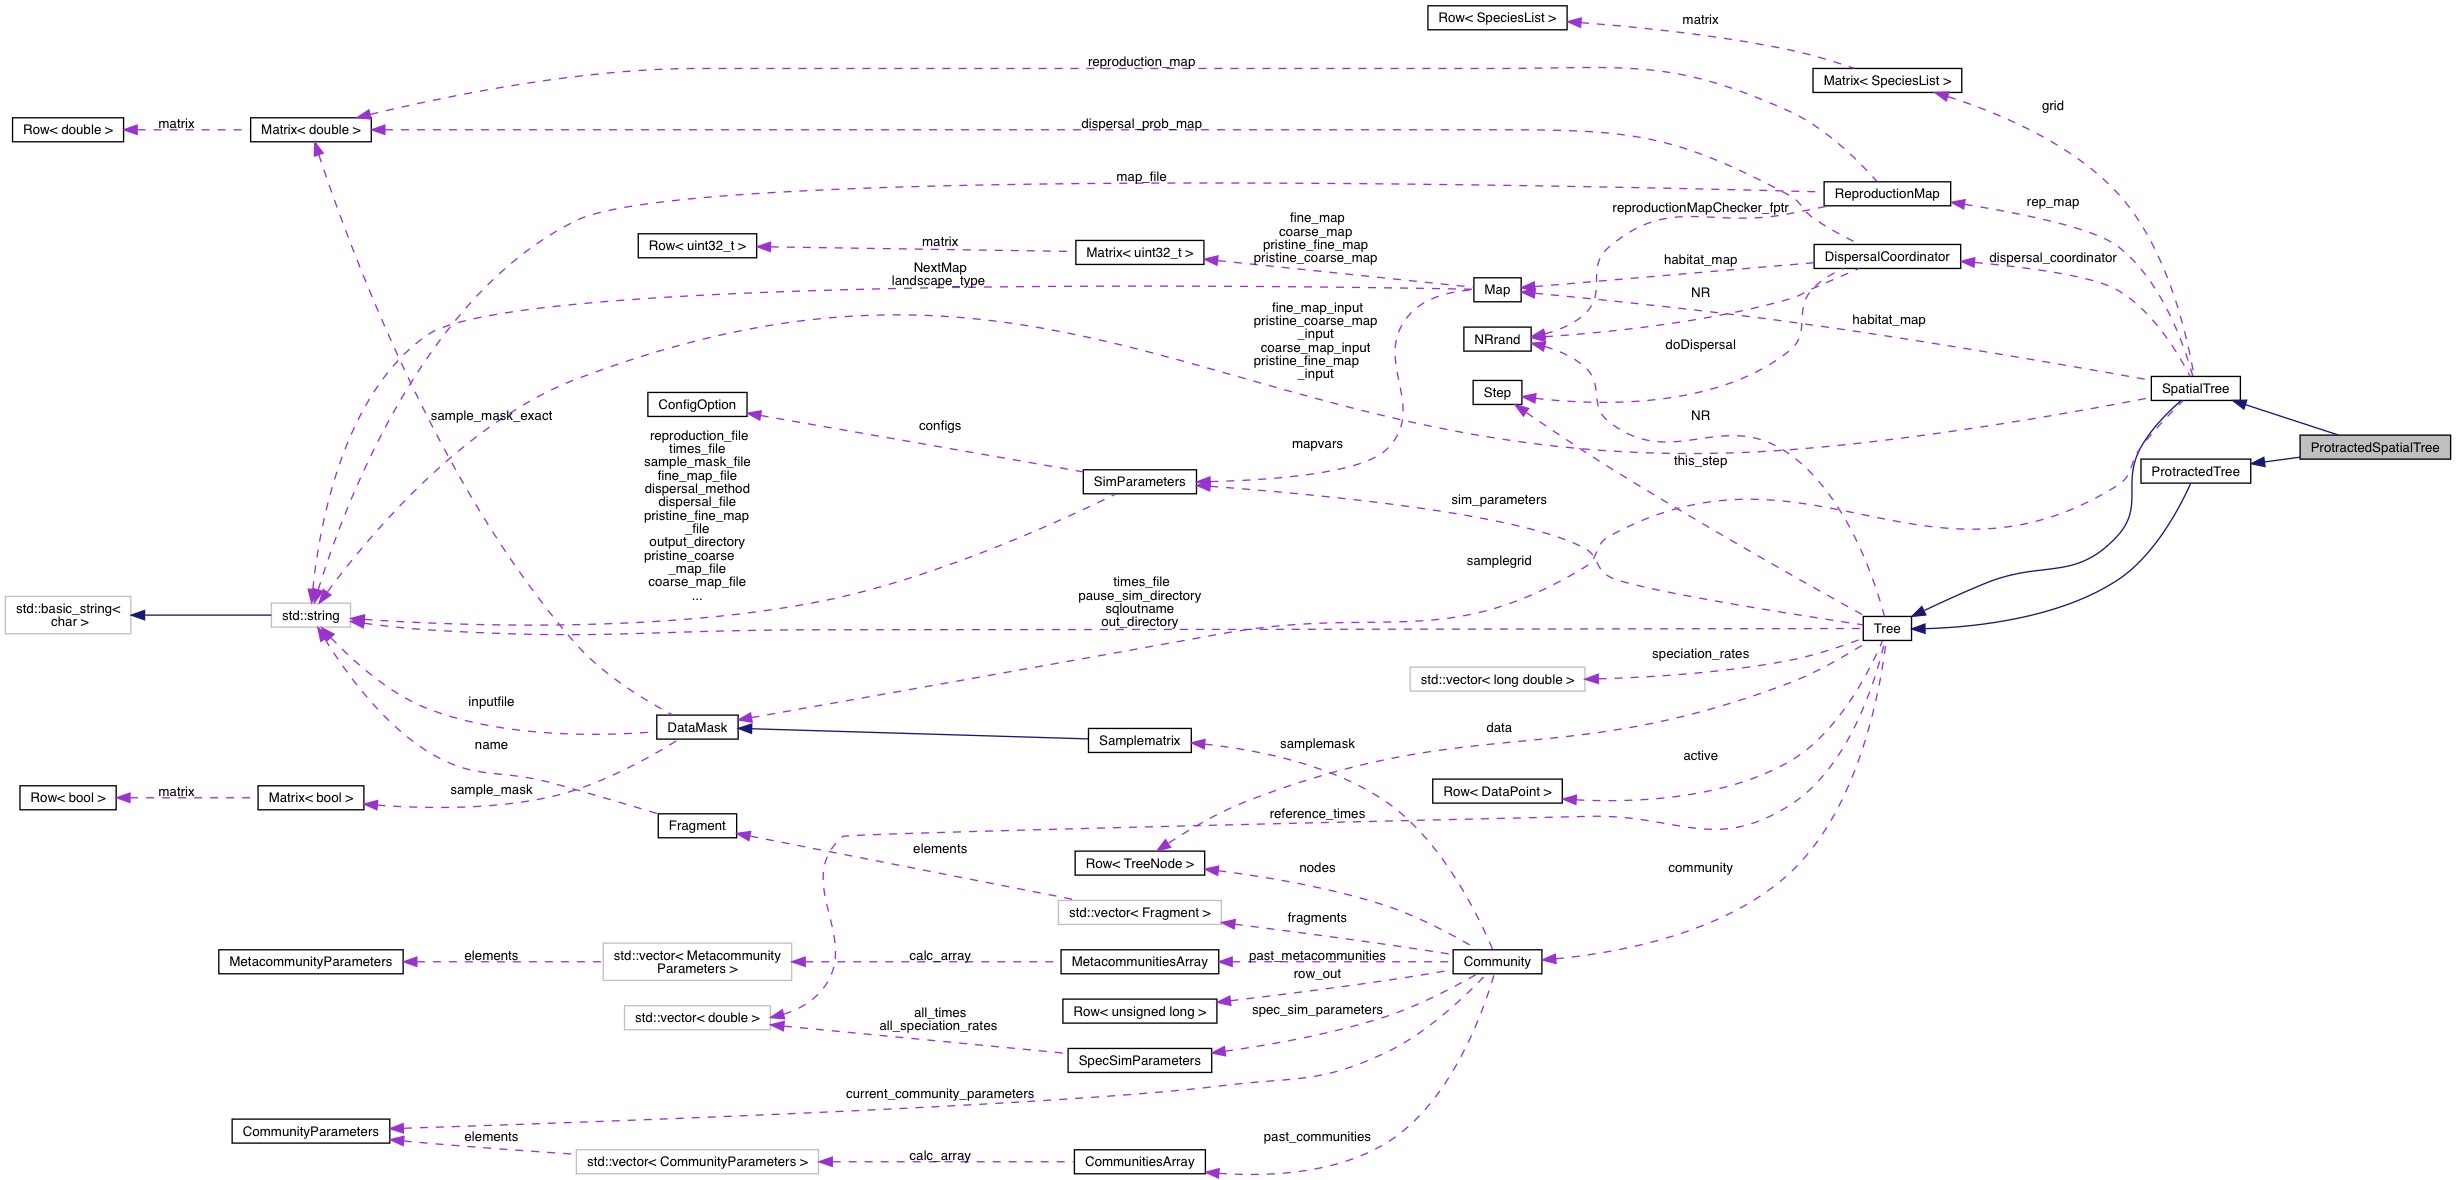 Row< SpeciesList >
matrix
reproduction_map
Matrix< SpeciesList >
grid
Row< double >
matrix
Matrix< double >
dispersal_prob_map
map_file
ReproductionMap
rep_map
reproductionMapChecker_fptr
fine_map
coarse_map
pristine_fine_map
pristine_coarse_map
Row< uint32_t >
matrix
Matrix< uint32_t >
DispersalCoordinator
dispersal_coordinator
habitat_map
NextMap
landscape_type
Map
NR
fine_map_input
pristine_coarse_map
_input
coarse_map_input
pristine_fine_map
_input
habitat_map
NRrand
doDispersal
SpatialTree
Step
ConfigOption
sample_mask_exact
configs
NR
mapvars
ProtractedSpatialTree
reproduction_file
times_file
sample_mask_file
fine_map_file
dispersal_method
dispersal_file
pristine_fine_map
_file
output_directory
pristine_coarse
_map_file
coarse_map_file
...
this_step
ProtractedTree
SimParameters
sim_parameters
samplegrid
times_file
pause_sim_directory
sqloutname
out_directory
std::basic_string<
char >
std::string
Tree
speciation_rates
std::vector< long double >
inputfile
DataMask
Samplematrix
samplemask
data
name
active
Row< bool >
matrix
Matrix< bool >
sample_mask
Row< DataPoint >
Fragment
reference_times
elements
Row< TreeNode >
nodes
community
std::vector< Fragment >
fragments
MetacommunityParameters
elements
std::vector< Metacommunity
Parameters >
calc_array
MetacommunitiesArray
past_metacommunities
Community
row_out
std::vector< double >
all_times
all_speciation_rates
Row< unsigned long >
spec_sim_parameters
SpecSimParameters
current_community_parameters
CommunityParameters
elements
std::vector< CommunityParameters >
calc_array
CommunitiesArray
past_communities